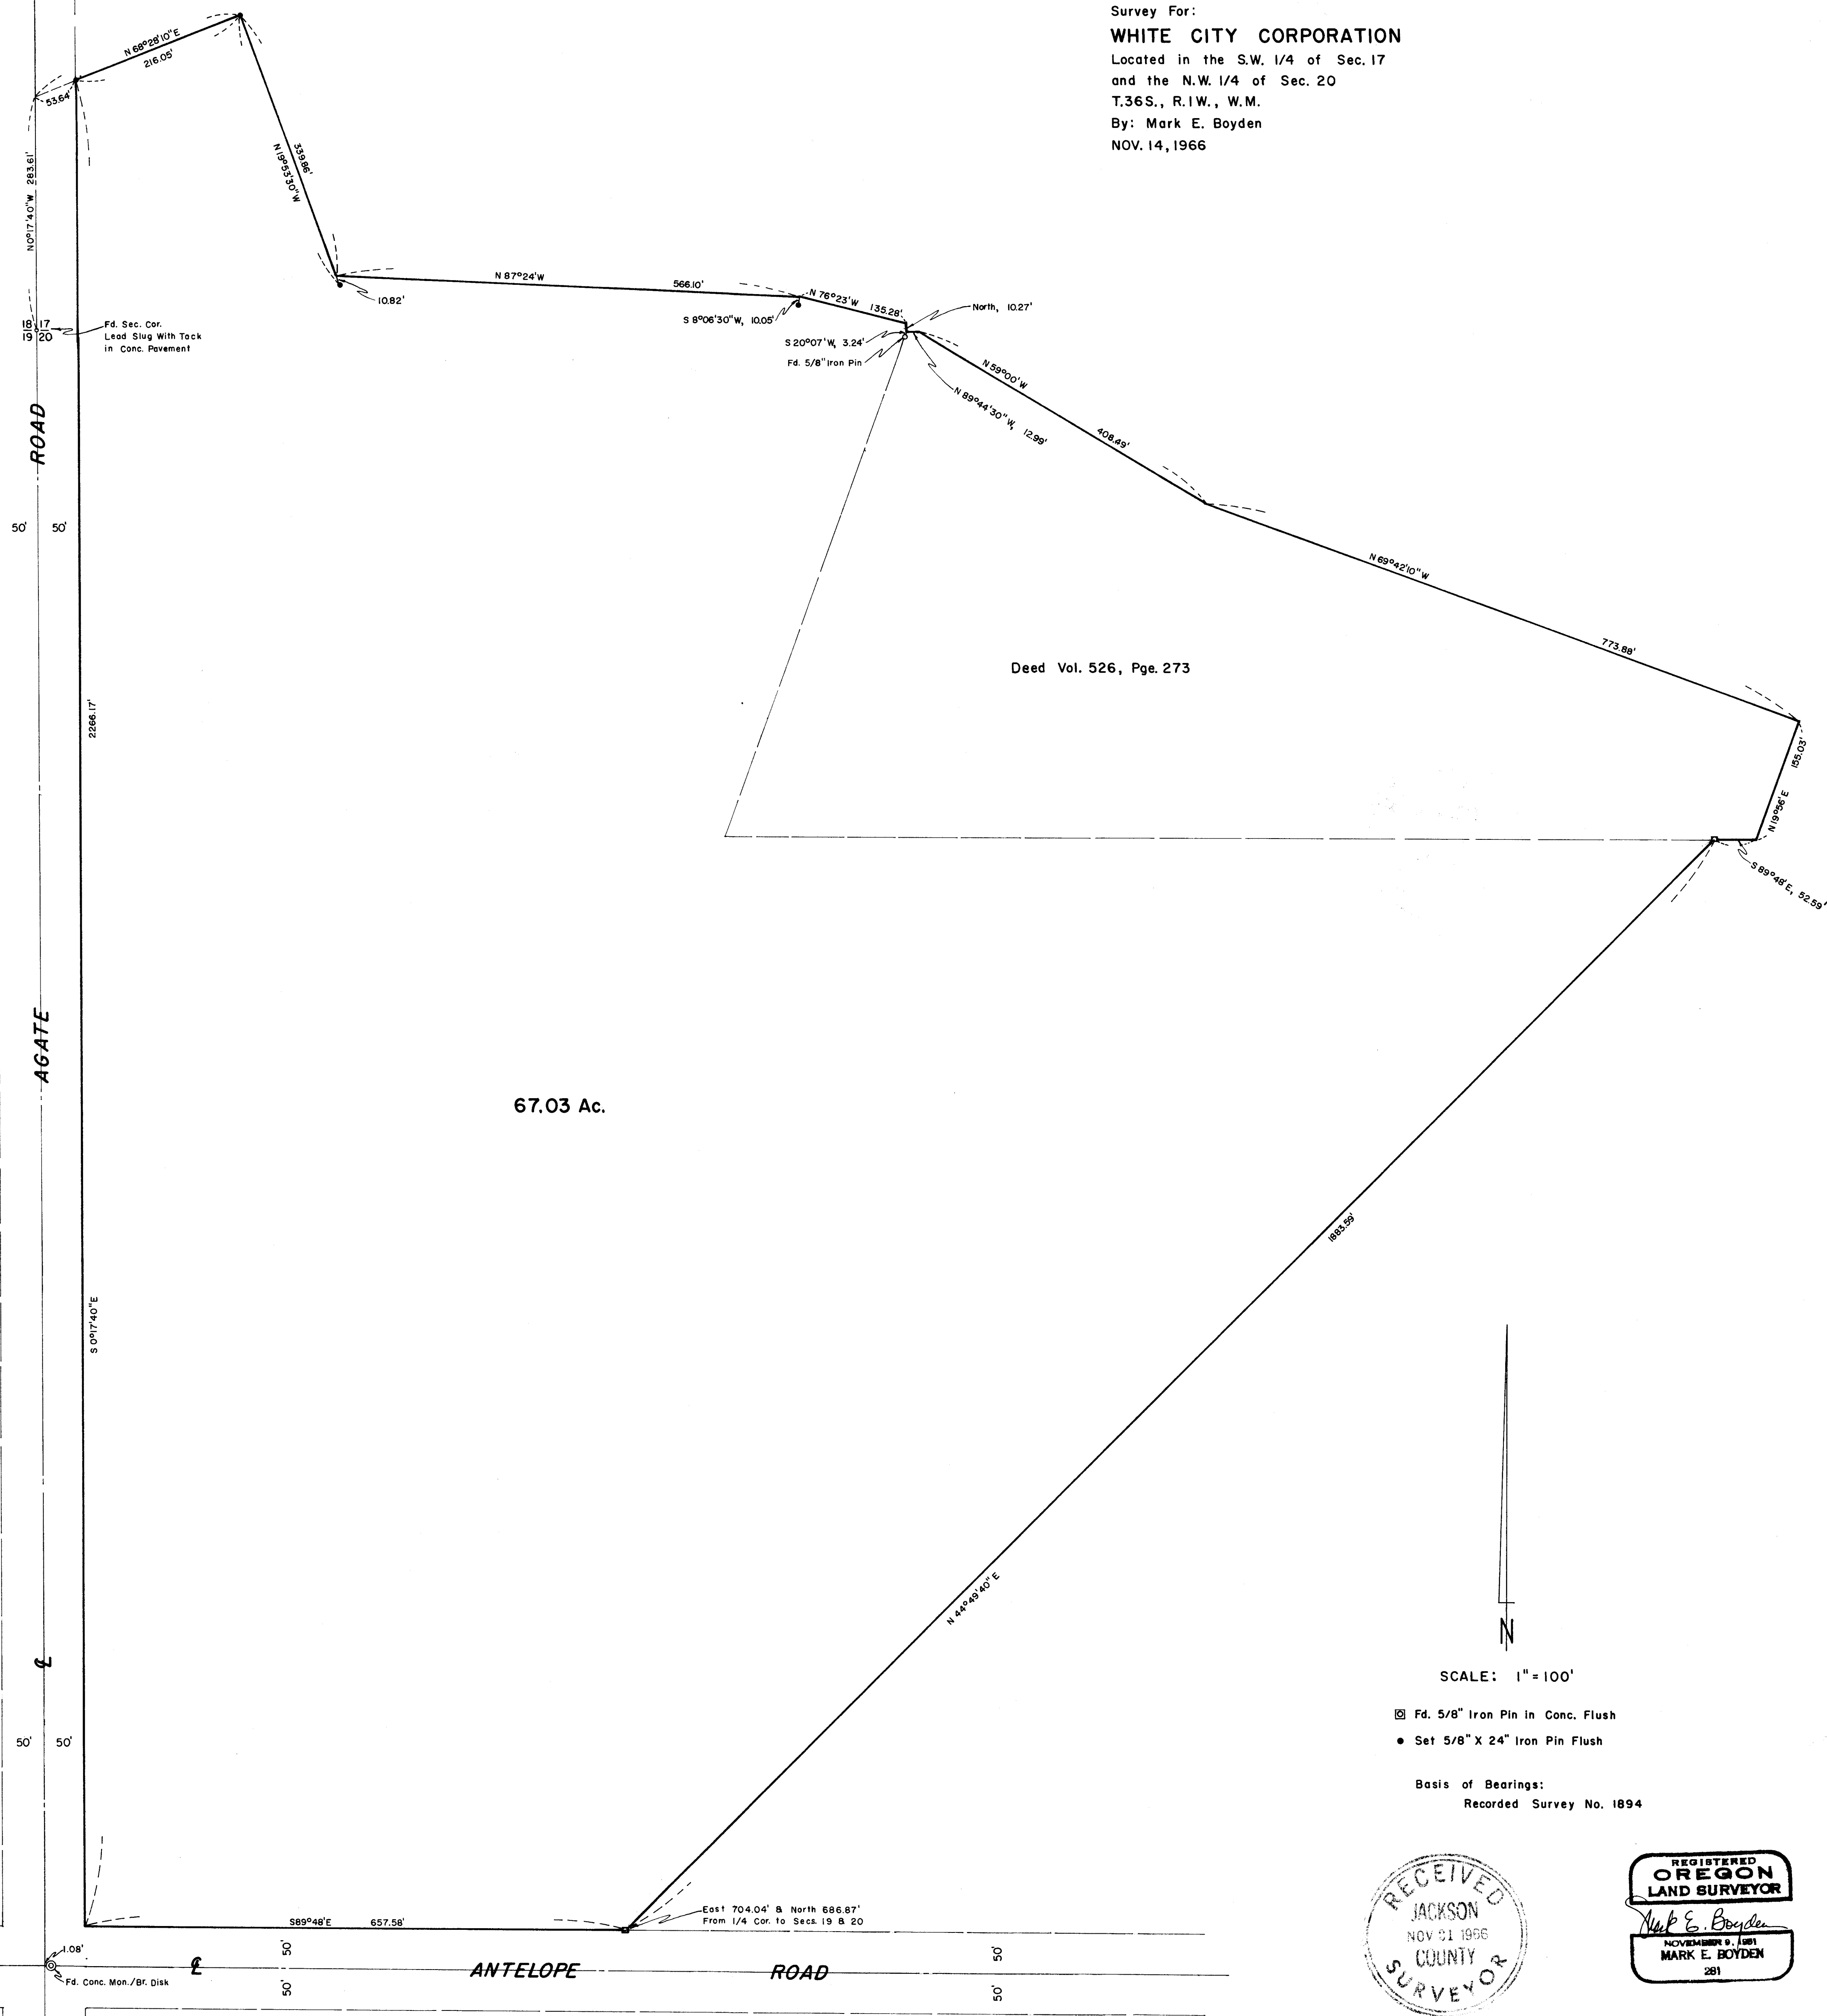 Survey For:
WHITE CITY CORPORATION
Located in the S.W. 1/4 of Sec. 17
and the N.W. 1/4 of Sec. 20
T.36S., R.1W., W.M.
By: Mark E. Boyden
NOV. 14, 1966
N 68°28'10"E
216.05'
53.64'
N0°17'40"W 283.61'
339.86'
N 19°53'30"W
10.82'
N 87°24'W 566.10'
S 8°06'30"W, 10.05'
N 76°23'W 135.28'
North, 10.27'
S 20°07'W, 3.24'
Fd. 5/8" Iron Pin
N 89°44'30"W, 12.99'
N 59°00'W 408.49'
18 17
19 20
Fd. Sec. Cor.
Lead Slug With Tack
in Conc. Pavement
ROAD
50' 50'
N 69°42'10"W 773.88'
Deed Vol. 526, Pge. 273
2266.17'
155.03'
N 19°56'E
S 89°48'E, 52.59'
AGATE
67.03 Ac.
1883.59'
S 0°17'40"E
N 44°49'40"E
N
SCALE: 1"=100'
Fd. 5/8" Iron Pin in Conc. Flush
Set 5/8" X 24" Iron Pin Flush
Basis of Bearings:
Recorded Survey No. 1894
℄
50' 50'
S89°48'E 657.58'
East 704.04' & North 686.87'
From 1/4 Cor. to Secs. 19 & 20
1.08'
Fd. Conc. Mon./Br. Disk
℄
50'
50'
ANTELOPE ROAD
50'
50'
RECEIVED
JACKSON
NOV 21 1966
COUNTY
SURVEYOR
REGISTERED
OREGON
LAND SURVEYOR
Mark E. Boyden
NOVEMBER 9, 1951
MARK E. BOYDEN
281